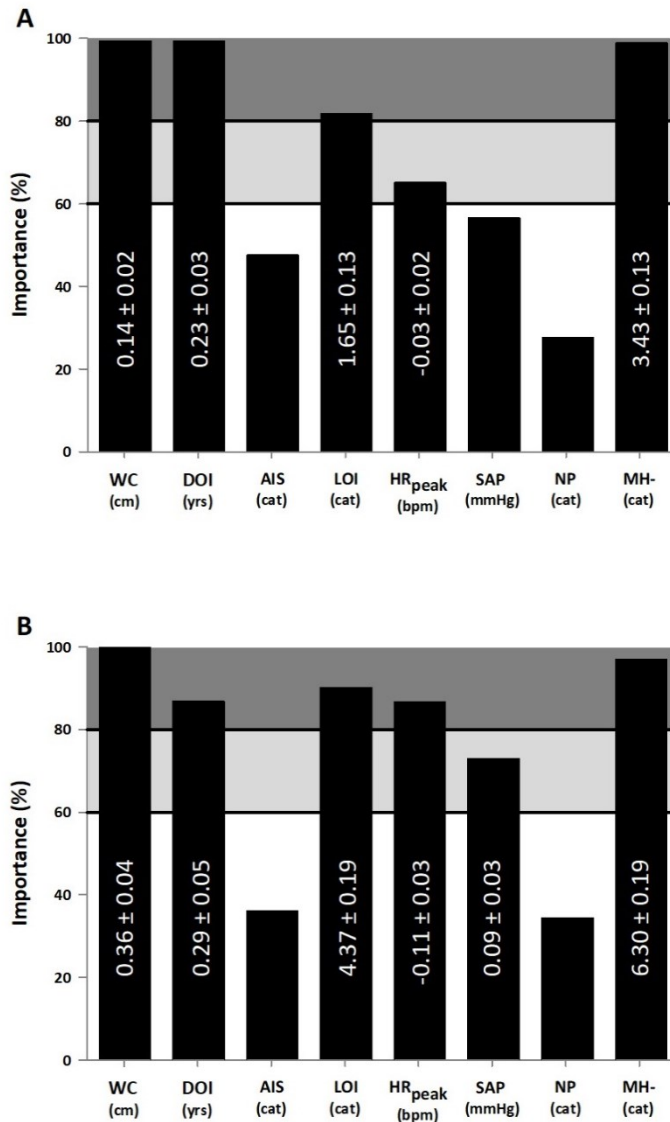 A
100
80
60
40
20
0
Importance (%)
0.14 ± 0.02
0.23 ± 0.03
1.65 ± 0.13
-0.03 ± 0.02
3.43 ± 0.13
WC DOI AIS LOI HRpeak SAP NP MH-
(cm) (yrs) (cat) (cat) (bpm) (mmHg) (cat) (cat)
B
100
80
60
40
20
0
Importance (%)
0.36 ± 0.04
0.29 ± 0.05
4.37 ± 0.19
-0.11 ± 0.03
0.09 ± 0.03
6.30 ± 0.19
WC DOI AIS LOI HRpeak SAP NP MH-
(cm) (yrs) (cat) (cat) (bpm) (mmHg) (cat) (cat)